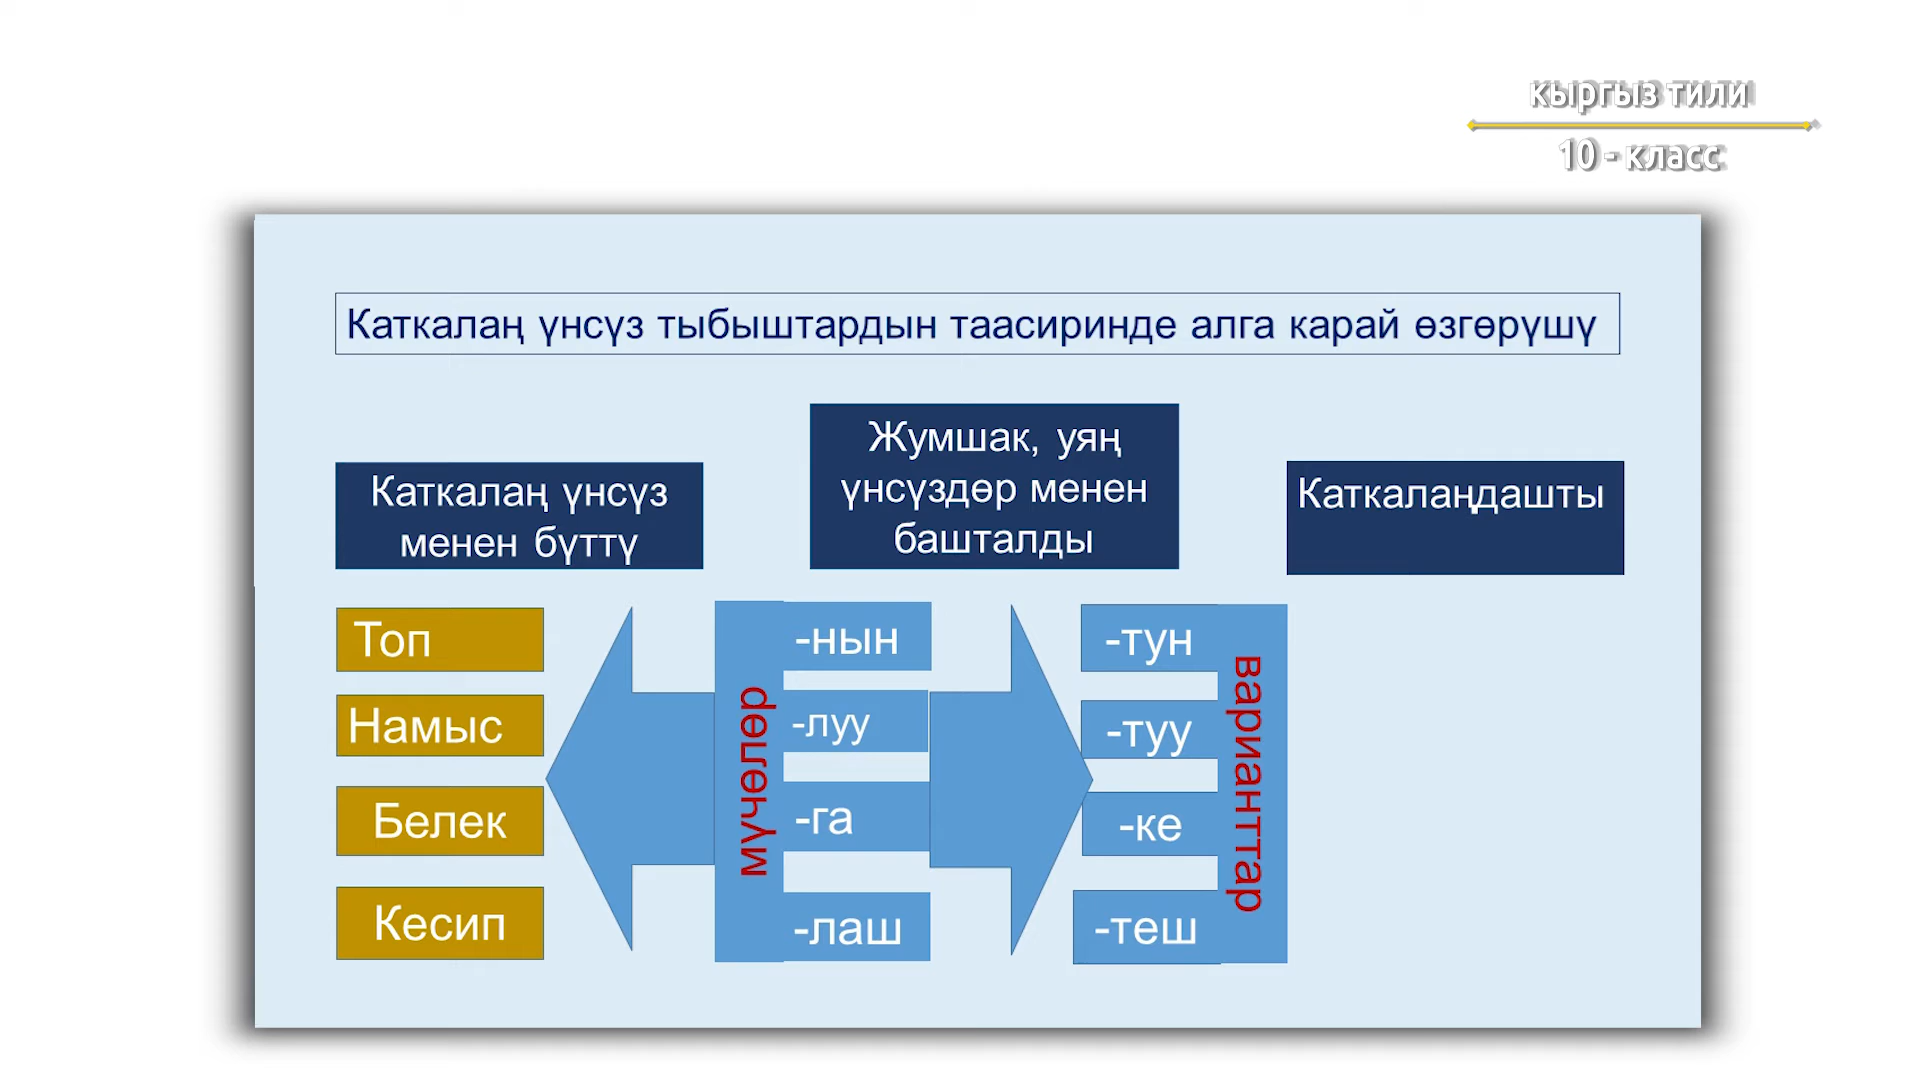 кыргыз тили
10 - класс
Каткалаң үнсүз тыбыштардын таасиринде алга карай өзгөрүшү
Каткалаң үнсүз
менен бүттү
Жумшак, уяң
үнсүздөр менен
башталды
Каткалаңдашты
Топ
Намыс
Белек
Кесип
мүчөлөр
-нын
-луу
-га
-лаш
-тун
-туу
-ке
-теш
варианттар